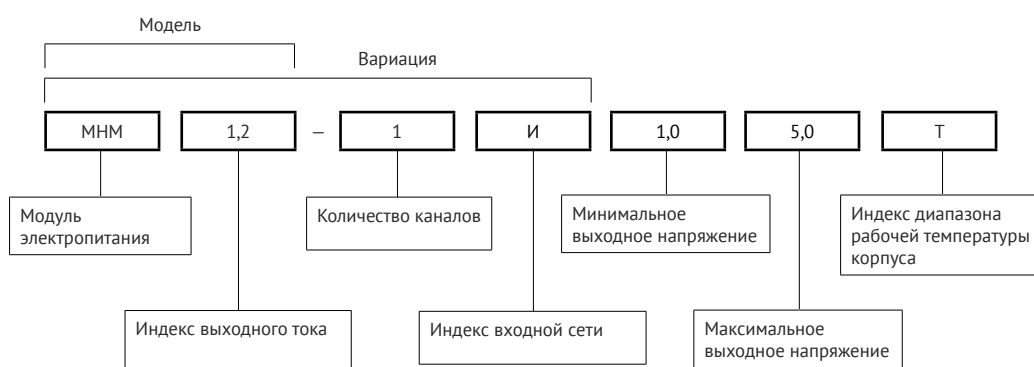 Модель
Вариация
МНМ 1,2 – 1 И 1,0 5,0 Т
Модуль
электропитания
Количество каналов
Минимальное
выходное напряжение
Индекс диапазона
рабочей температуры
корпуса
Индекс выходного тока
Индекс входной сети
Максимальное
выходное напряжение